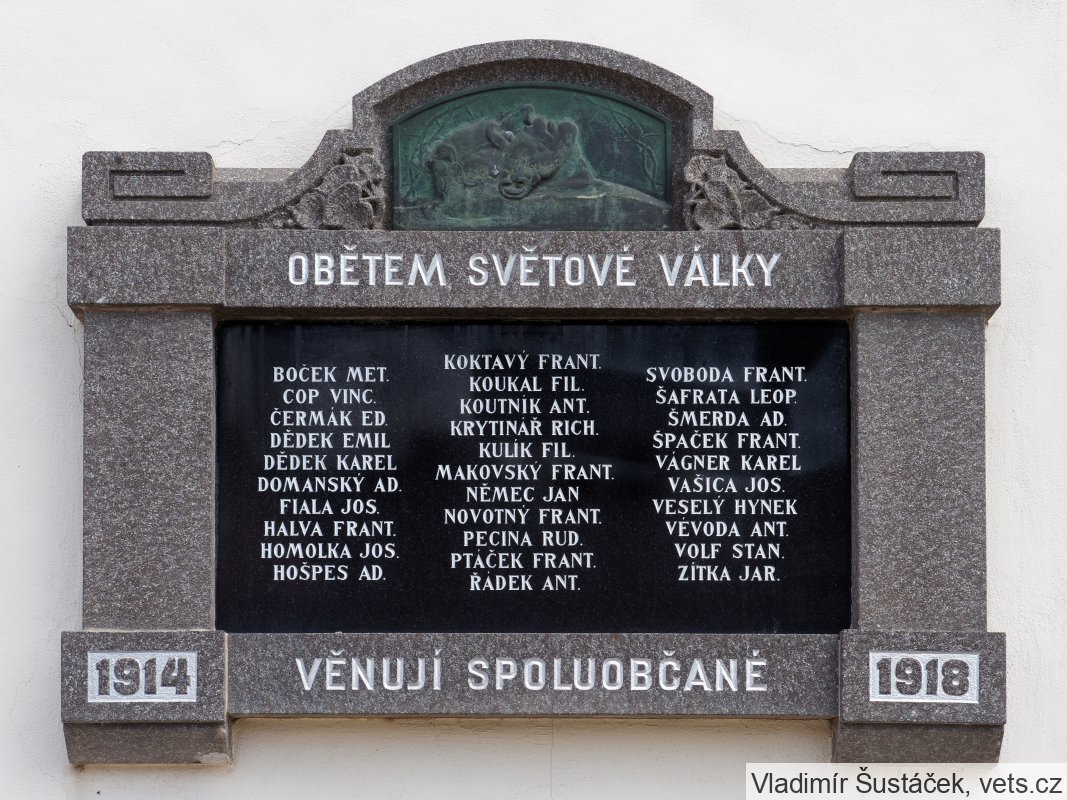 OBĚTEM SVĚTOVÉ VÁLKY
BOČEK MET.
COP VINC.
ČERMÁK ED.
DĚDEK EMIL
DĚDEK KAREL
DOMANSKÝ AD.
FIALA JOS.
HALVA FRANT.
HOMOLKA JOS.
HOŠPES AD.
KOKTAVÝ FRANT.
KOUKAL FIL.
KOUTNÍK ANT.
KRYTINÁŘ RICH.
KULÍK FIL.
MAKOVSKÝ FRANT.
NĚMEC JAN
NOVOTNÝ FRANT.
PECINA RUD.
PTÁČEK FRANT.
ŘÁDEK ANT.
SVOBODA FRANT.
ŠAFRATA LEOP.
ŠMERDA AD.
ŠPAČEK FRANT.
VÁGNER KAREL
VAŠICA JOS.
VESELÝ HYNEK
VÉVODA ANT.
VOLF STAN.
ZÍTKA JAR.
1914
VĚNUJÍ SPOLUOBČANÉ
1918
Vladimír Šustáček, vets.cz